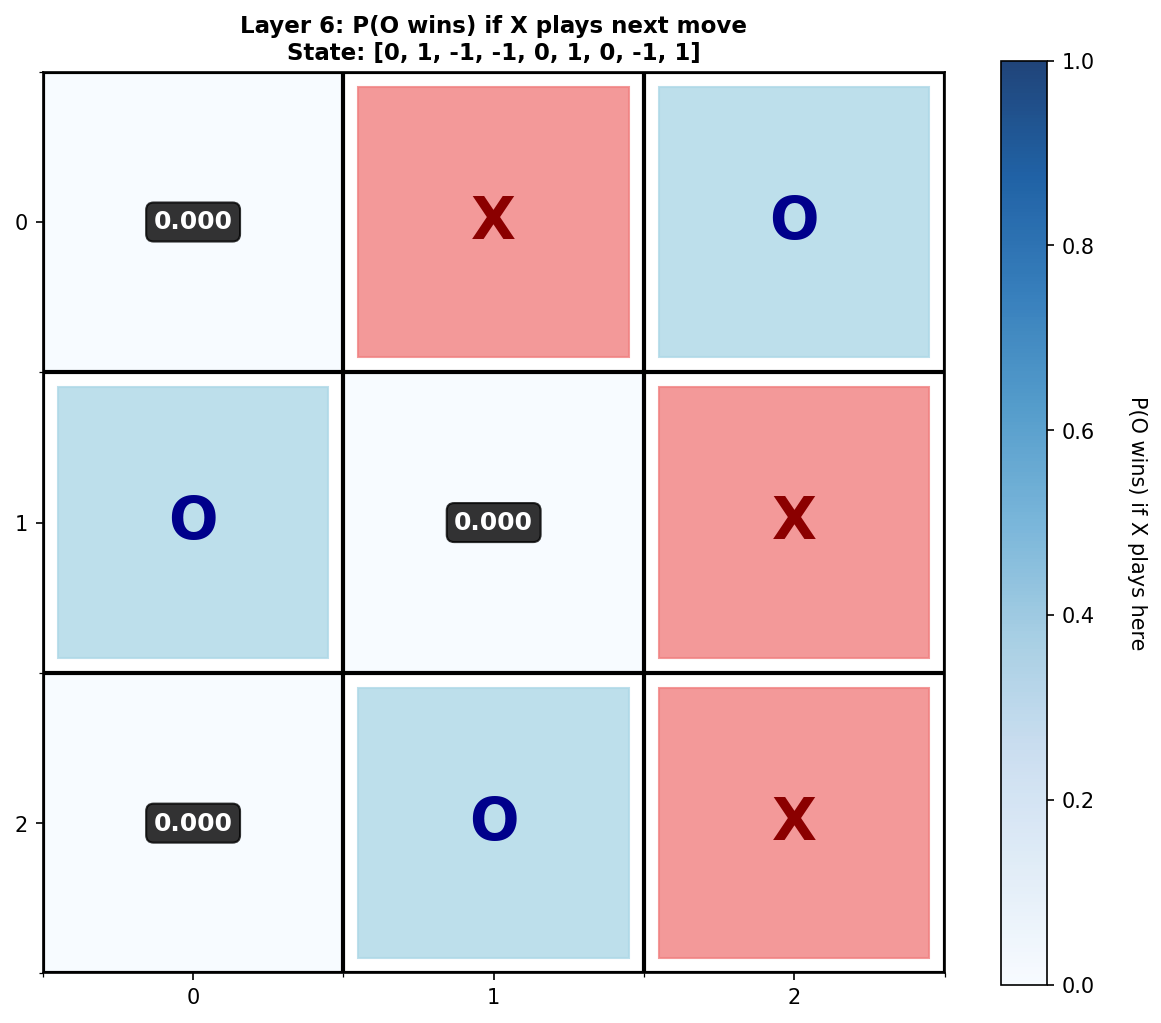 Layer 6: P(O wins) if X plays next move
State: [0, 1, -1, -1, 0, 1, 0, -1, 1]
0.000 X O
O 0.000 X
0.000 O X
0
1
2
0 1 2
1.0
0.8
0.6
0.4
0.2
0.0
P(O wins) if X plays here